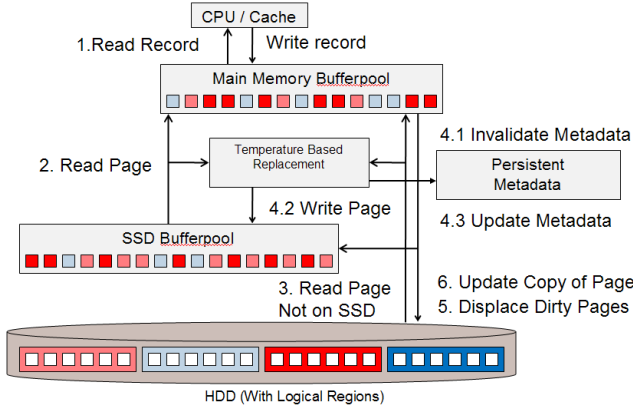 CPU / Cache
1.Read Record
Write record
Main Memory Bufferpool
4.1 Invalidate Metadata
2. Read Page
Temperature Based
Replacement
Persistent
Metadata
4.2 Write Page
4.3 Update Metadata
SSD Bufferpool
3. Read Page
Not on SSD
6. Update Copy of Page
5. Displace Dirty Pages
HDD (With Logical Regions)